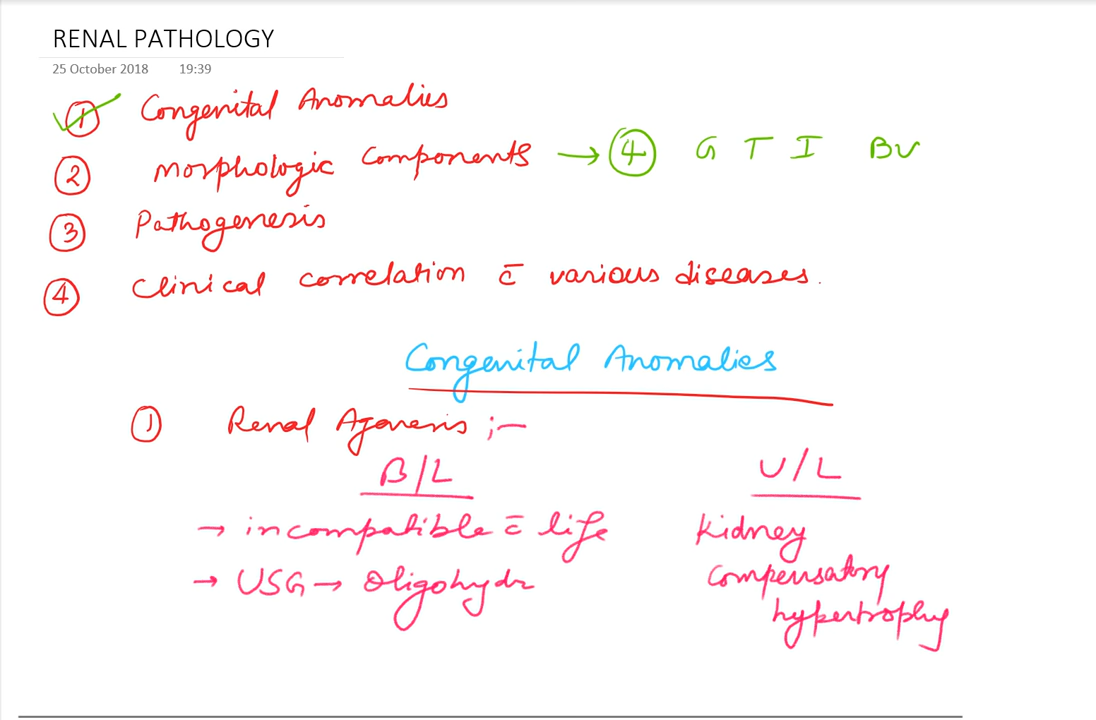 RENAL PATHOLOGY
25 October 2018 19:39
① Congenital Anomalies
② Morphologic Components → ④ G T I BV
③ Pathogenesis
④ Clinical correlation c̄ various diseases.
Congenital Anomalies
① Renal Agenesis ;-
B/L U/L
→ incompatible c̄ life Kidney
→ USG → Oligohydr compensatory
hypertrophy